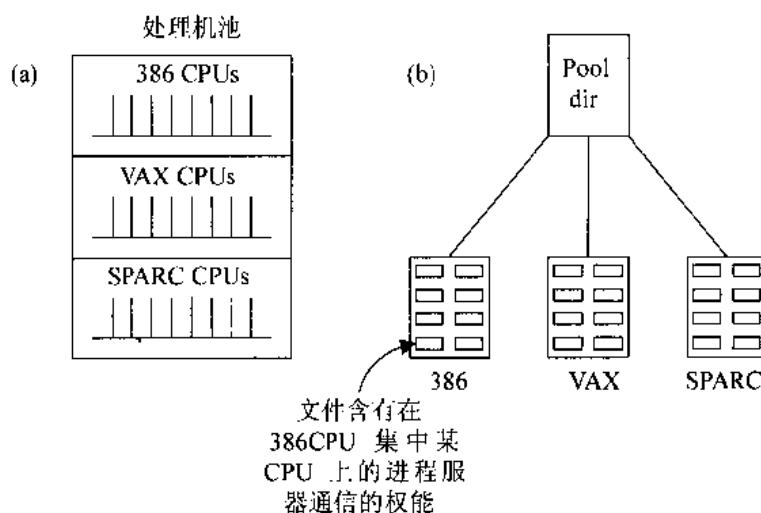 处理机池
(a)
386 CPUs
VAX CPUs
SPARC CPUs
(b)
Pool
dir
386
VAX
SPARC
文件含有在
386CPU 集中某
CPU 上的进程服
器通信的权能